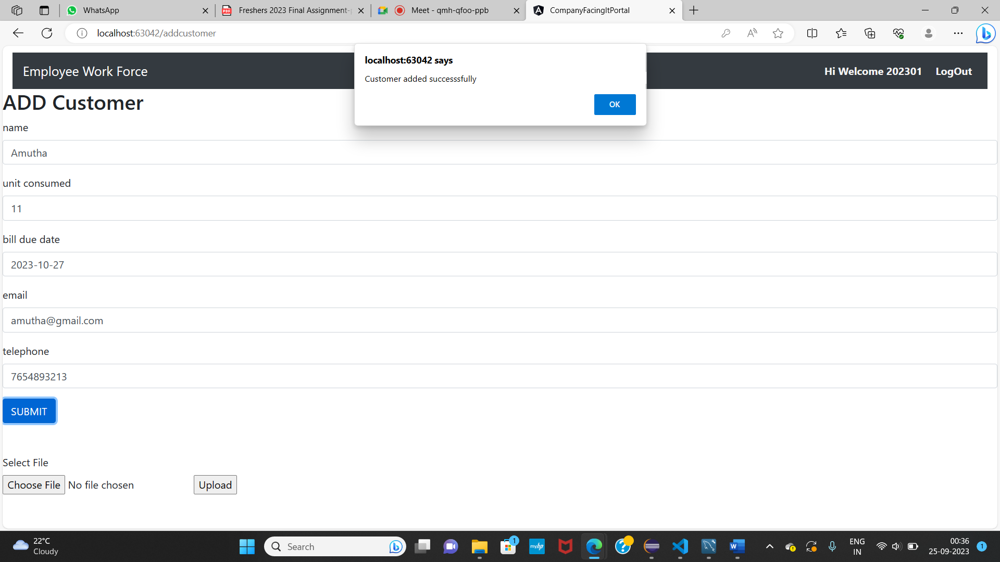 WhatsApp
Freshers 2023 Final Assignment-
Meet - qmh-qfoo-ppb
CompanyFacingItPortal
localhost:63042/addcustomer
localhost:63042 says
Customer added successsfully
OK
Employee Work Force
Hi Welcome 202301 LogOut
ADD Customer
name
Amutha
unit consumed
11
bill due date
2023-10-27
email
amutha@gmail.com
telephone
7654893213
SUBMIT
Select File
Choose File No file chosen Upload
22°C
Cloudy
Search
1
myhp
ENG
IN
00:36
25-09-2023
1